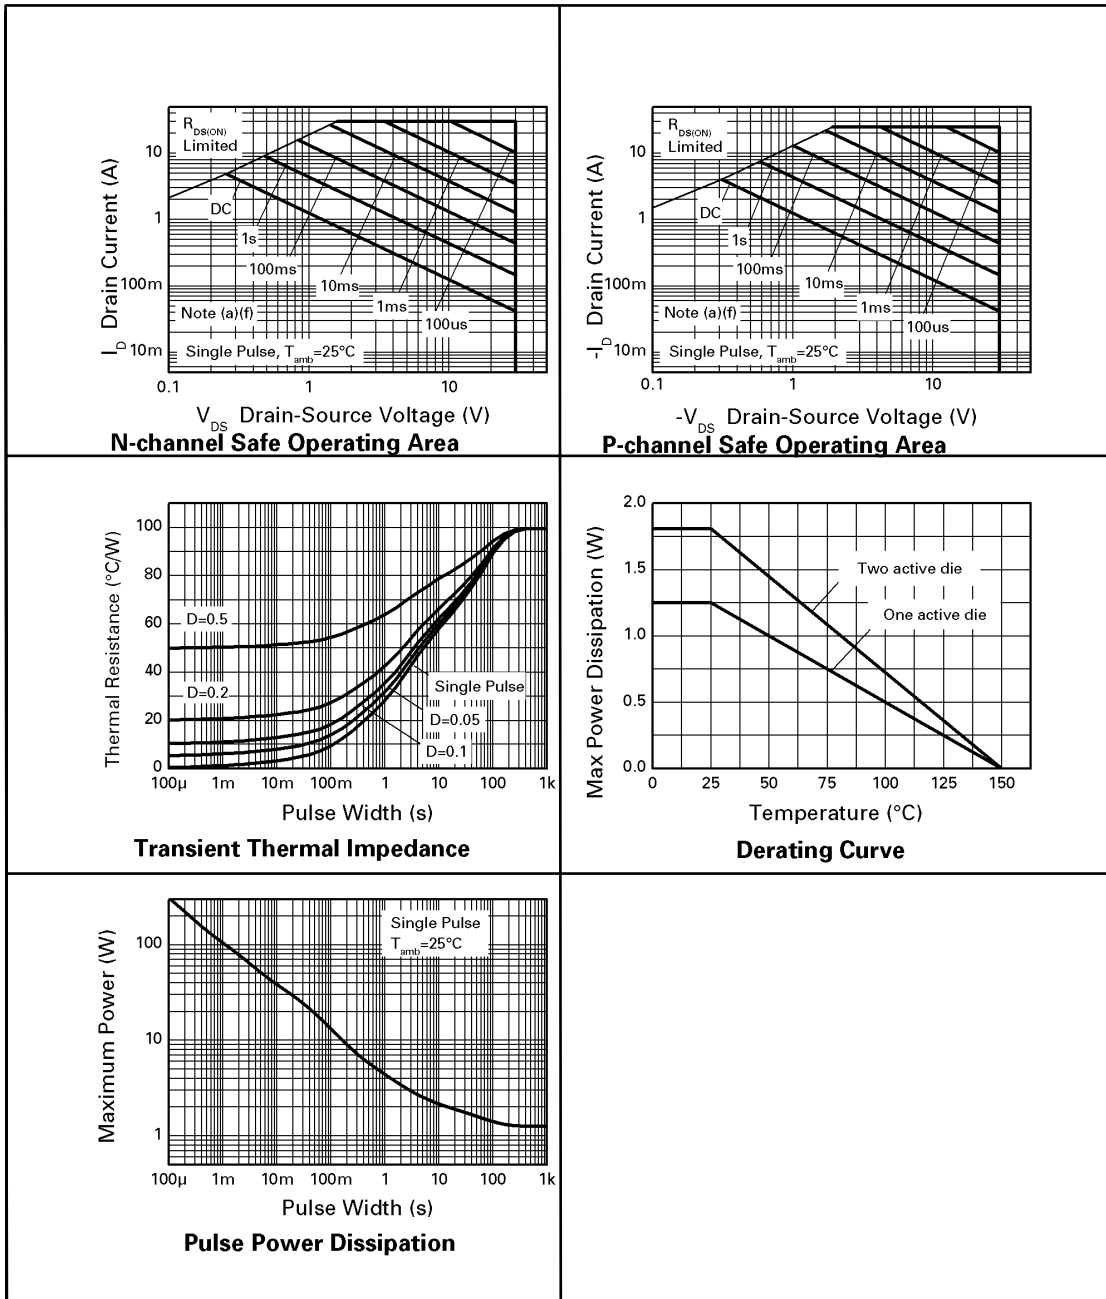 R DS(ON)
Limited
10
1
100m
10m
DC
1s
100ms
10ms
1ms
100us
Note (a)(f)
Single Pulse, Tamb=25°C
0.1 1 10
ID Drain Current (A)
VDS Drain-Source Voltage (V)
N-channel Safe Operating Area
R DS(ON)
Limited
10
1
100m
10m
DC
1s
100ms
10ms
1ms
100us
Note (a)(f)
Single Pulse, Tamb=25°C
0.1 1 10
-ID Drain Current (A)
-VDS Drain-Source Voltage (V)
P-channel Safe Operating Area
100
80
60
40
20
0
D=0.5
D=0.2
Single Pulse
D=0.05
D=0.1
100µ 1m 10m 100m 1 10 100 1k
Thermal Resistance (°C/W)
Pulse Width (s)
Transient Thermal Impedance
2.0
1.5
1.0
0.5
0.0
Two active die
One active die
0 25 50 75 100 125 150
Max Power Dissipation (W)
Temperature (°C)
Derating Curve
Single Pulse
Tamb=25°C
100
10
1
100µ 1m 10m 100m 1 10 100 1k
Maximum Power (W)
Pulse Width (s)
Pulse Power Dissipation